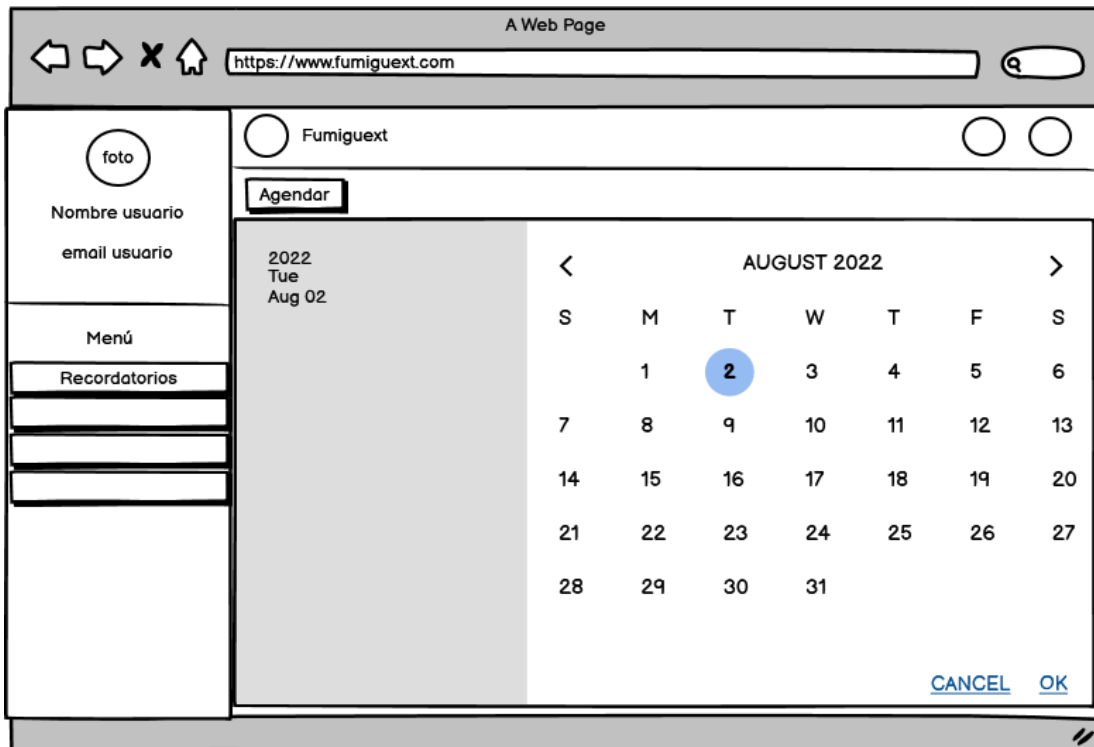 A Web Page
https://www.fumiguext.com
foto
Nombre usuario
email usuario
Menú
Recordatorios
Fumiguext
Agendar
2022
Tue
Aug 02
AUGUST 2022
S M T W T F S
1 2 3 4 5 6
7 8 9 10 11 12 13
14 15 16 17 18 19 20
21 22 23 24 25 26 27
28 29 30 31
CANCEL OK